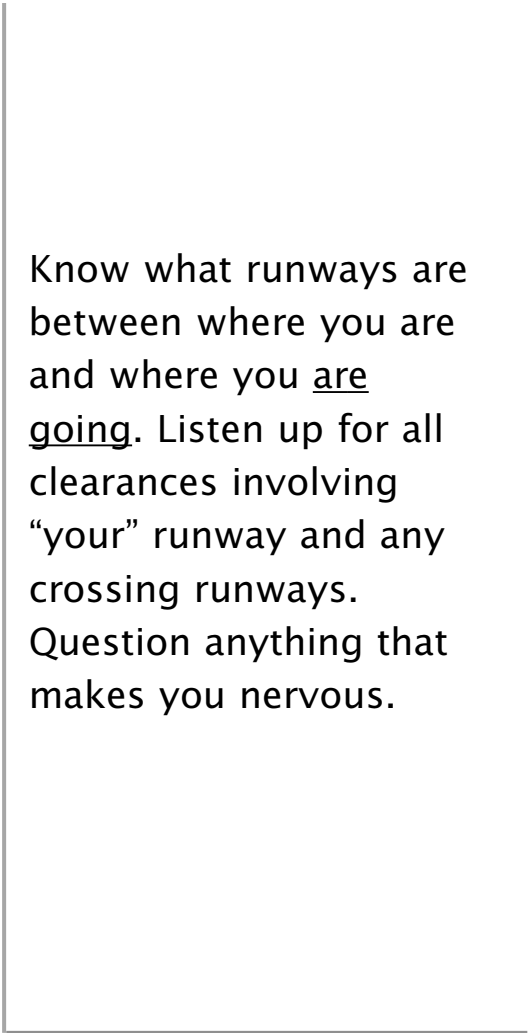 Know what runways are
between where you are
and where you are
going. Listen up for all
clearances involving
“your” runway and any
crossing runways.
Question anything that
makes you nervous.